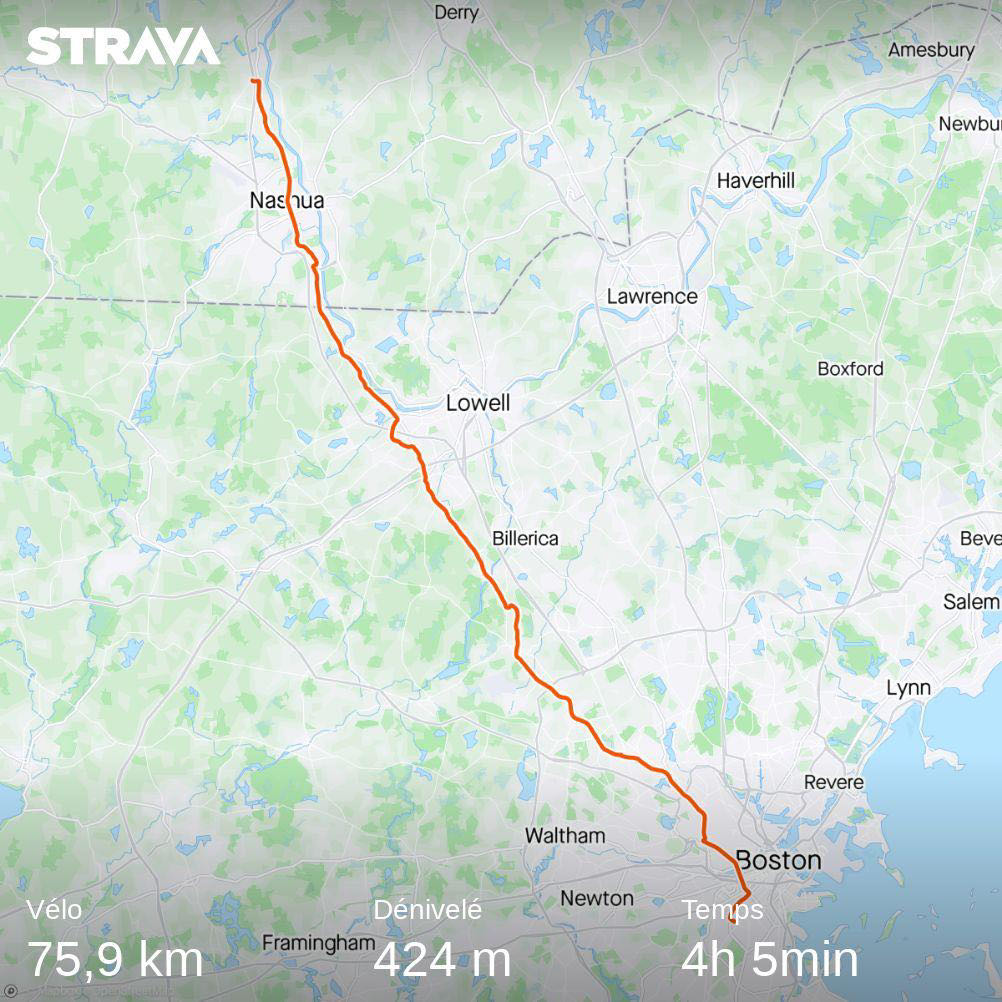 STRAVA
Derry
Amesbury
Newbu
Haverhill
Nashua
Lawrence
Boxford
Lowell
Billerica
Beve
Salem
Lynn
Revere
Waltham
Boston
Newton
Framingham
Vélo
Dénivelé
Temps
75,9 km
424 m
4h 5min